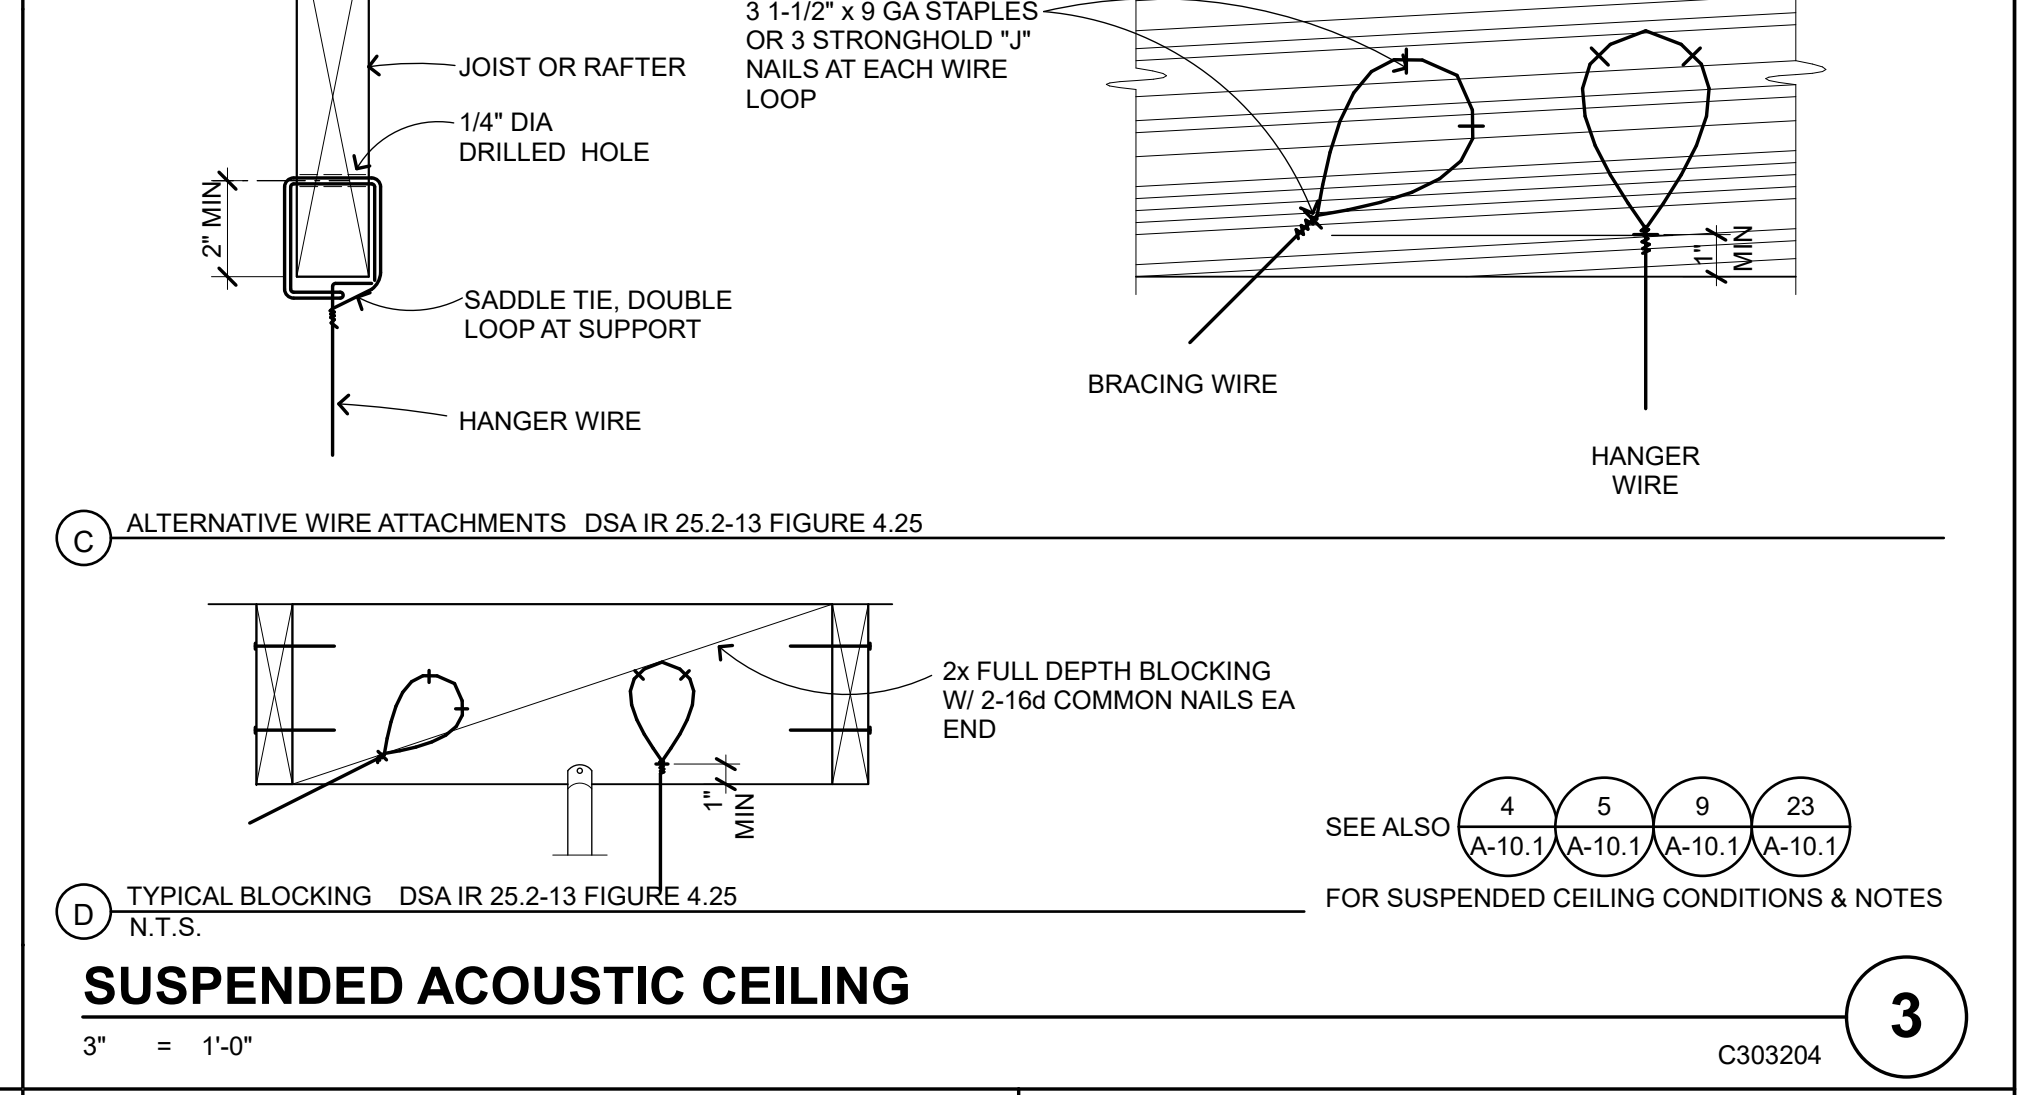 3 1-1/2" x 9 GA STAPLES
OR 3 STRONGHOLD "J"
NAILS AT EACH WIRE
LOOP
JOIST OR RAFTER
1/4" DIA
DRILLED HOLE
2" MIN
SADDLE TIE, DOUBLE
LOOP AT SUPPORT
HANGER WIRE
1"
MIN
BRACING WIRE
HANGER
WIRE
C
ALTERNATIVE WIRE ATTACHMENTS DSA IR 25.2-13 FIGURE 4.25
2x FULL DEPTH BLOCKING
W/ 2-16d COMMON NAILS EA
END
1"
MIN
D
TYPICAL BLOCKING DSA IR 25.2-13 FIGURE 4.25
N.T.S.
SEE ALSO
4
A-10.1
5
A-10.1
9
A-10.1
23
A-10.1
FOR SUSPENDED CEILING CONDITIONS & NOTES
SUSPENDED ACOUSTIC CEILING
3
3" = 1'-0"
C303204